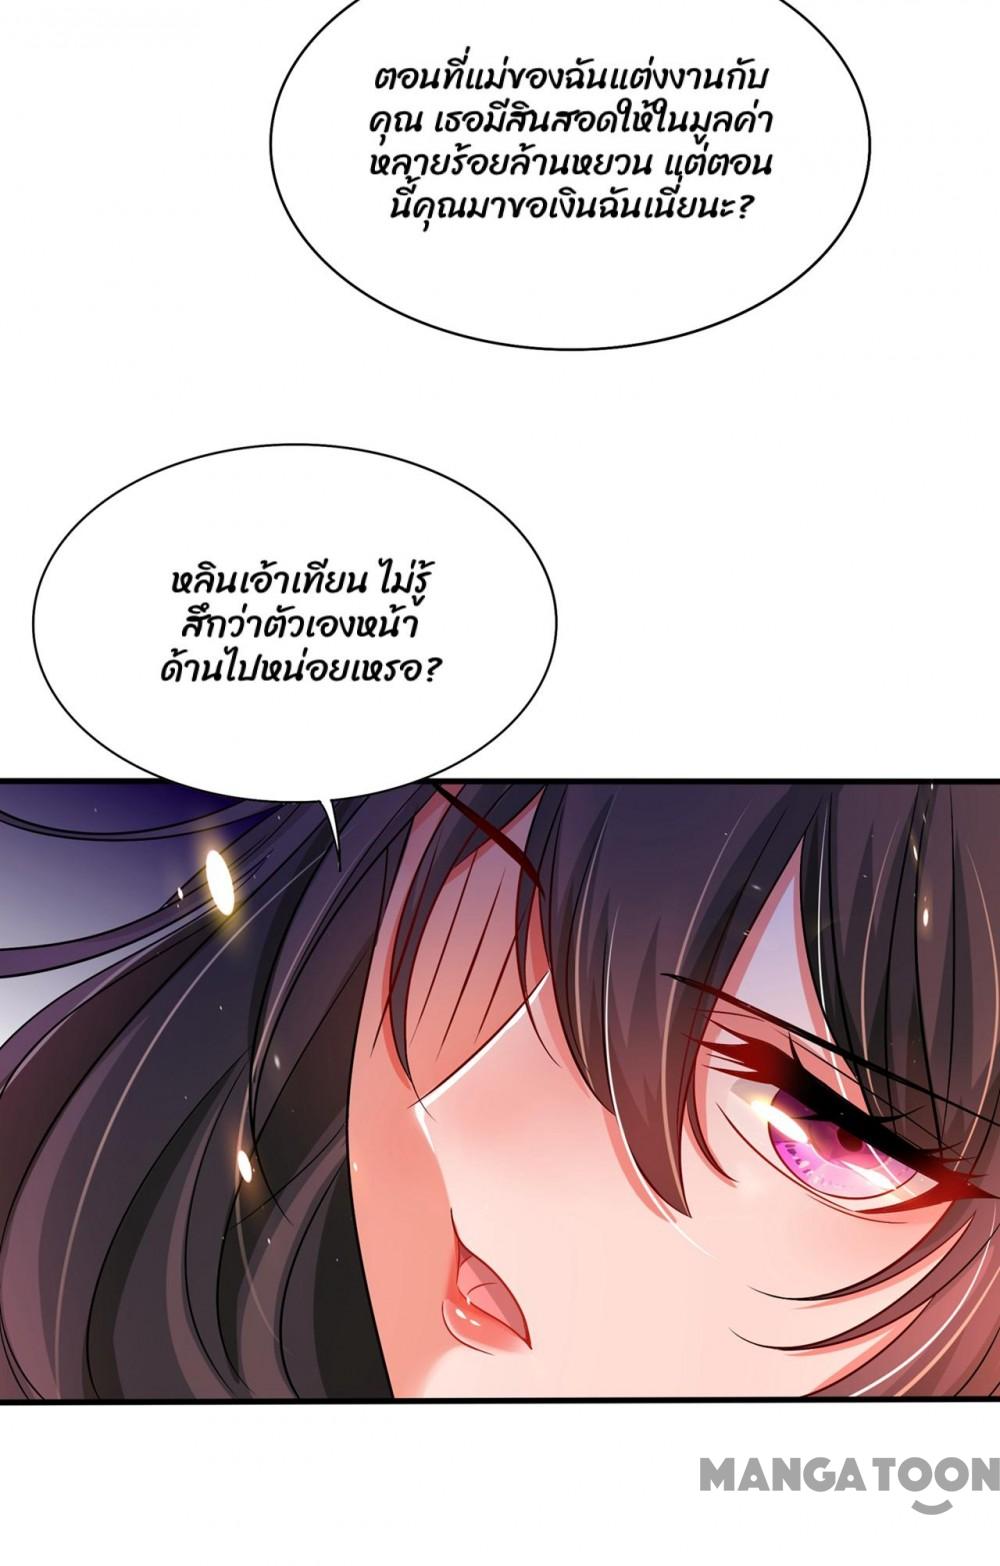 ตอนที่แม่ของฉันแต่งงานกับ
คุณ เธอมีสินสอดให้ในมูลค่า
หลายร้อยล้านหยวน แต่ตอน
นี้คุณมาขอเงินฉันเนี่ยนะ?
หลินเอ้าเทียน ไม่รู้
สึกว่าตัวเองหน้า
ด้านไปหน่อยเหรอ?
MANGATOON